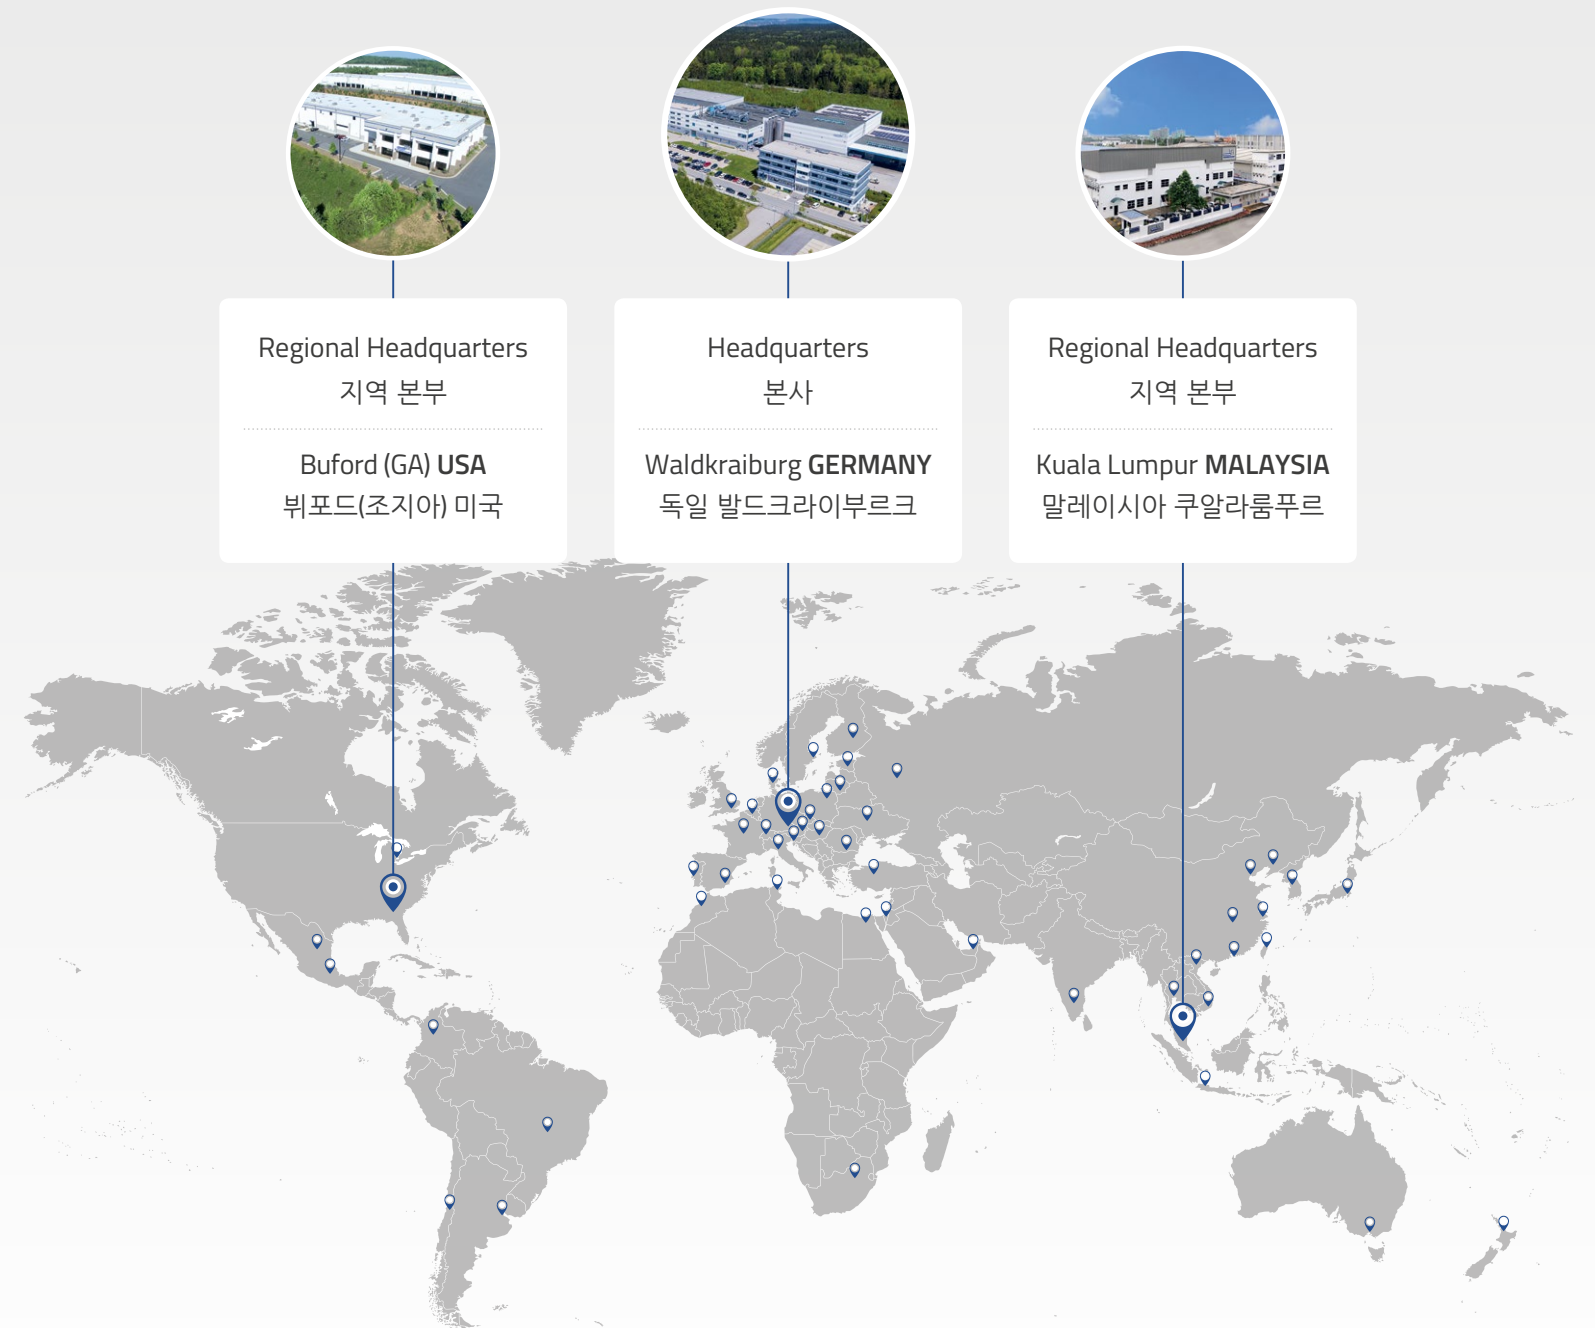 Regional Headquarters
지역 본부
Buford (GA) USA
뷔포드(조지아) 미국
Headquarters
본사
Waldkraiburg GERMANY
독일 발드크라이부르크
Regional Headquarters
지역 본부
Kuala Lumpur MALAYSIA
말레이시아 쿠알라룸푸르